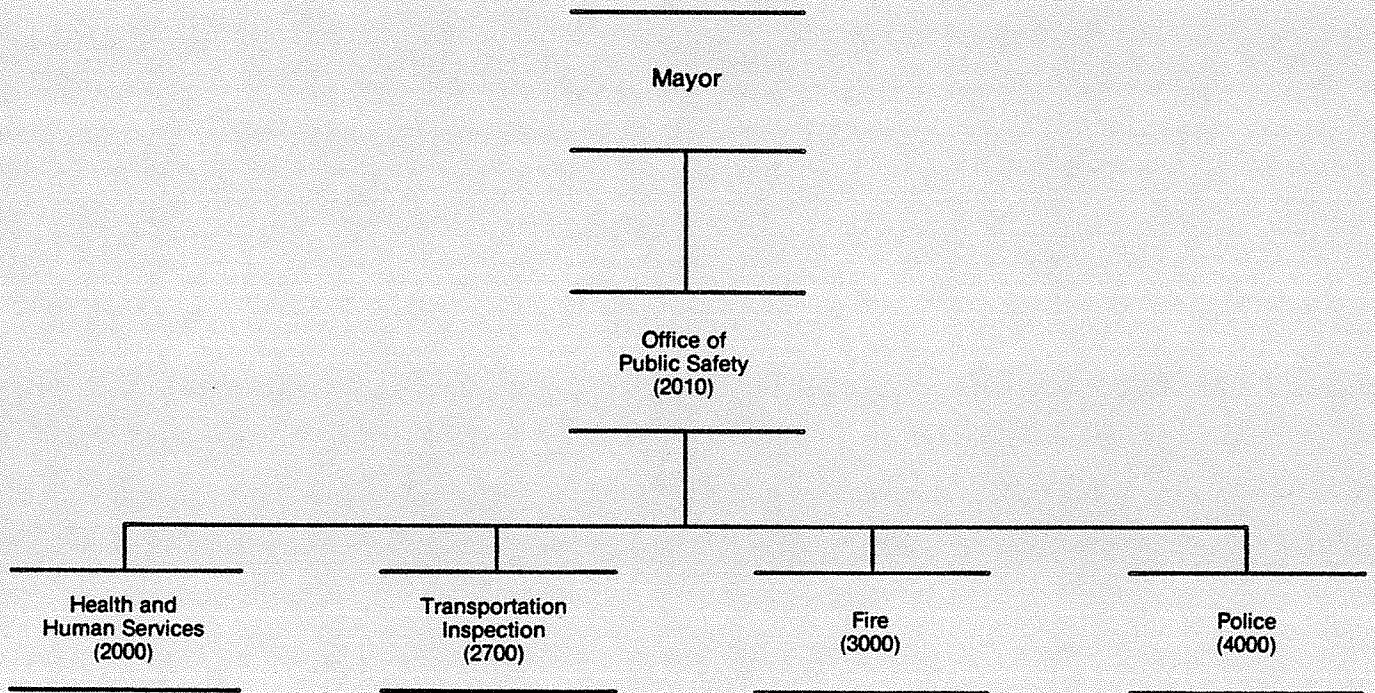 Mayor
Office of
Public Safety
(2010)
Health and
Human Services
(2000)
Transportation
Inspection
(2700)
Fire
(3000)
Police
(4000)